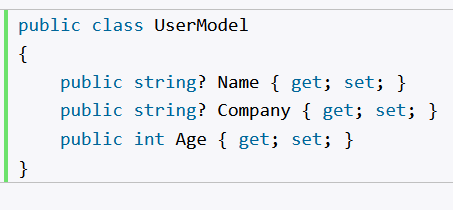 public class UserModel
{
    public string? Name { get; set; }
    public string? Company { get; set; }
    public int Age { get; set; }
}